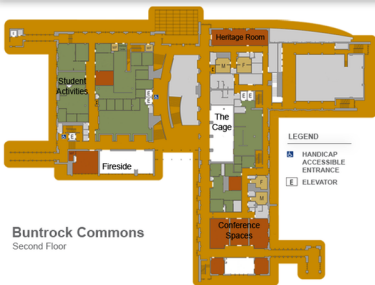 Heritage Room
E
Student
Activities
M
F
E
E
E
E
E
The
Cage
E
Fireside
F
M
Conference
Spaces
LEGEND
HANDICAP
ACCESSIBLE
ENTRANCE
E ELEVATOR
Buntrock Commons
Second Floor